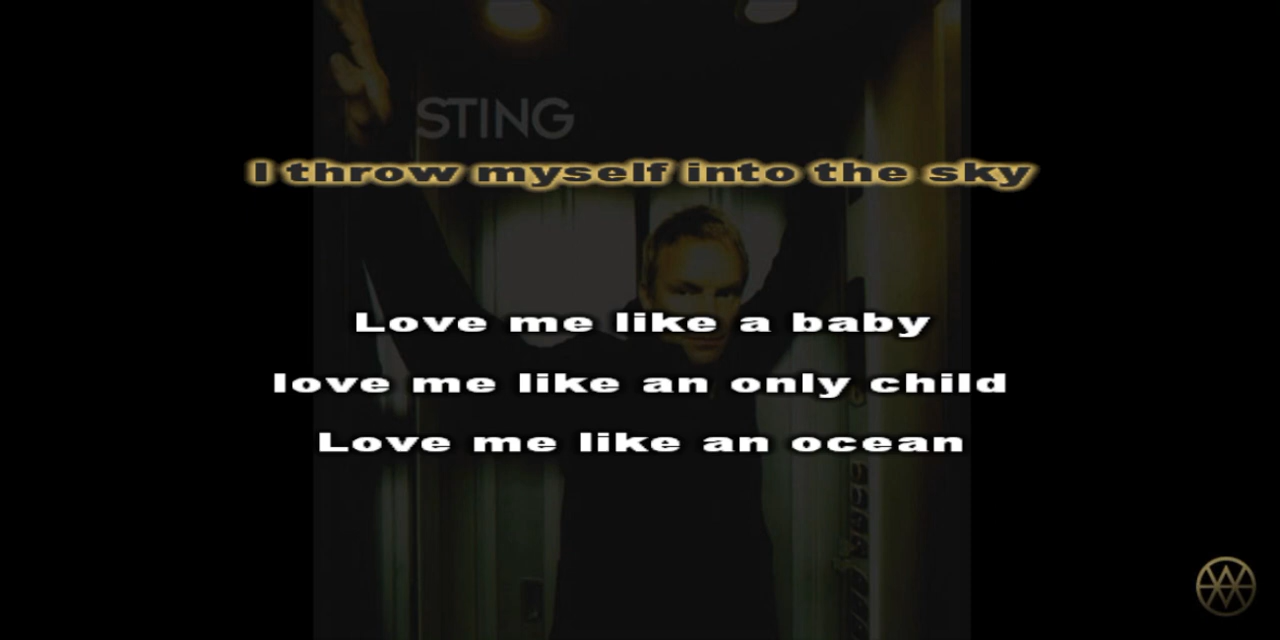 STING
I throw myself into the sky
Love me like a baby
love me like an only child
Love me like an ocean